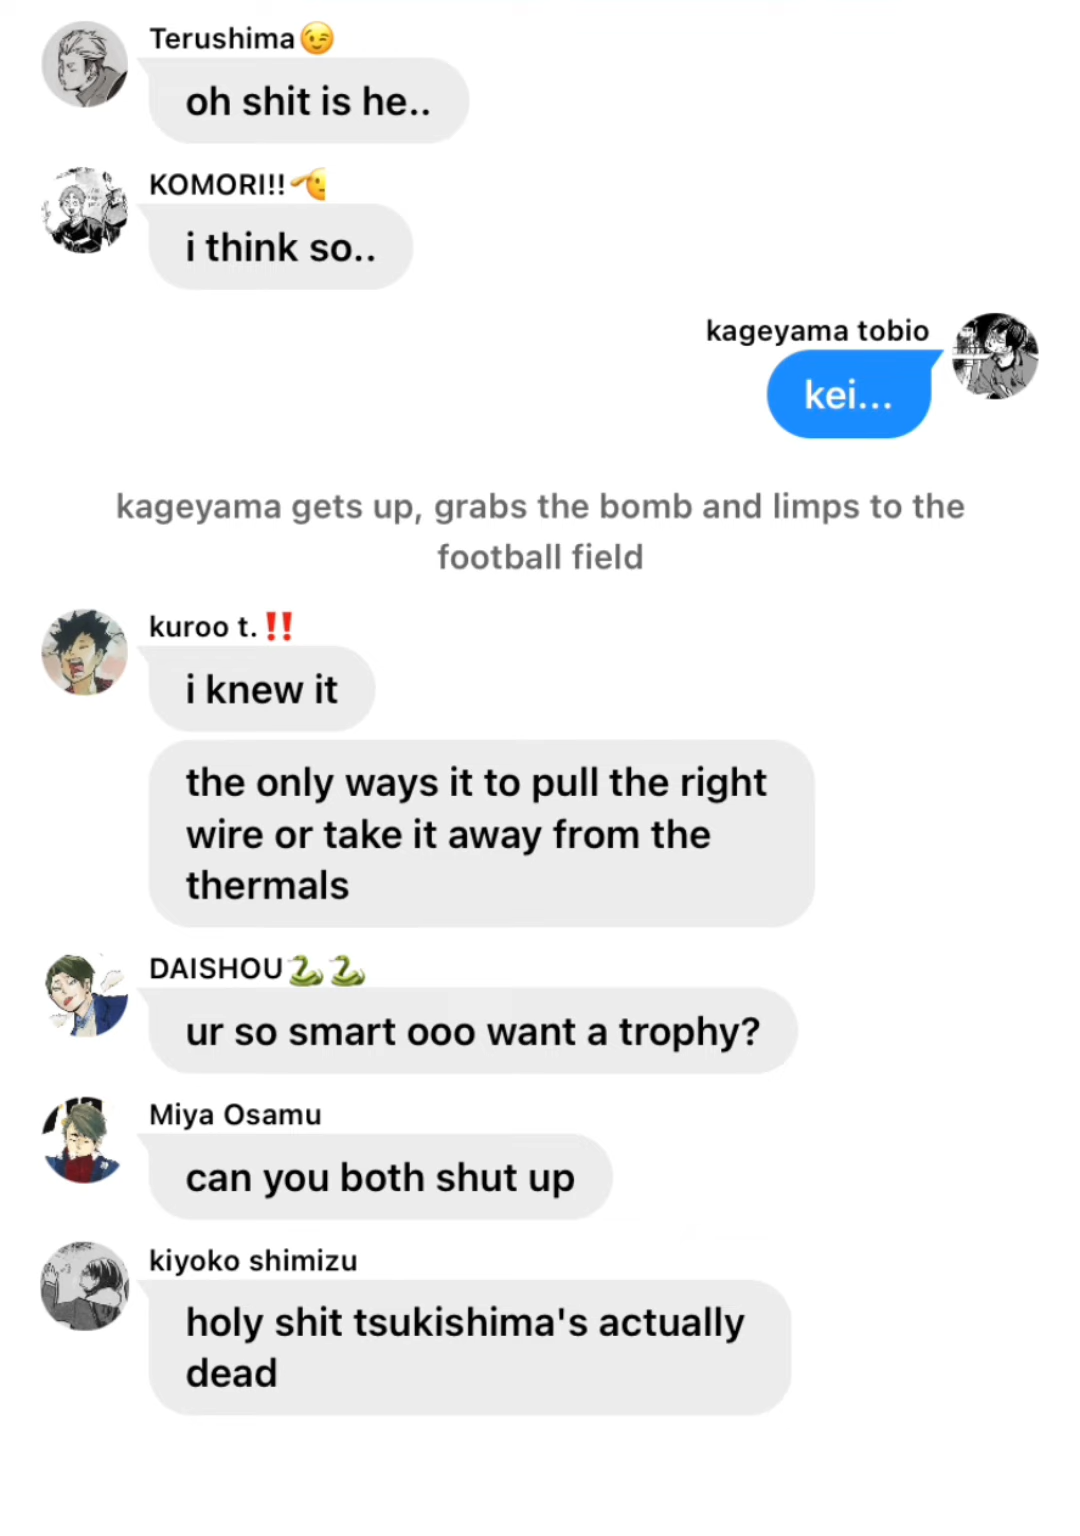 Terushima😉
oh shit is he..
KOMORI!!🫡
i think so..
kageyama tobio
kei...
kageyama gets up, grabs the bomb and limps to the
football field
kuroo t.‼️
i knew it
the only ways it to pull the right
wire or take it away from the
thermals
DAISHOU🐍🐍
ur so smart ooo want a trophy?
Miya Osamu
can you both shut up
kiyoko shimizu
holy shit tsukishima's actually
dead